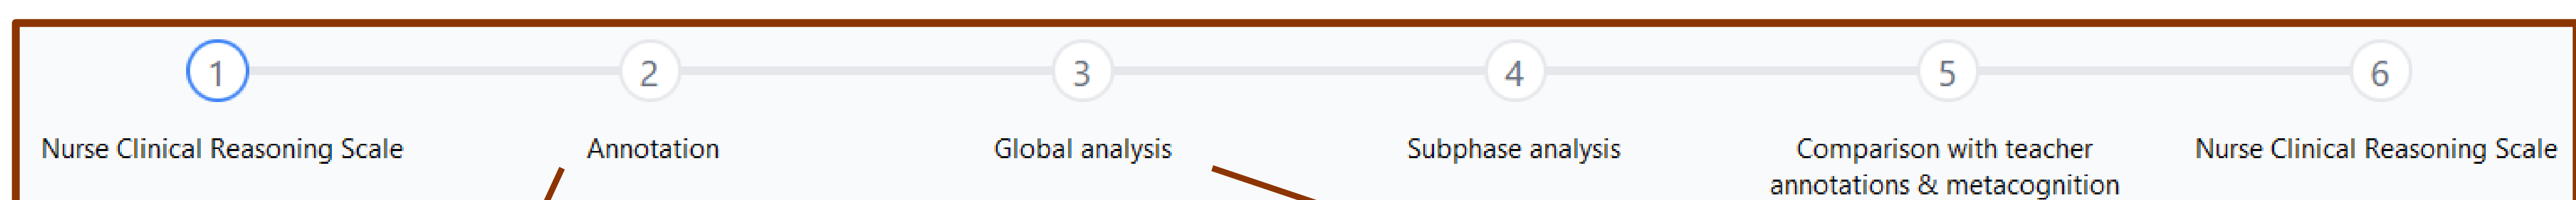 1 2 3 4 5 6
Nurse Clinical Reasoning Scale Annotation Global analysis Subphase analysis Comparison with teacher Nurse Clinical Reasoning Scale
annotations & metacognition